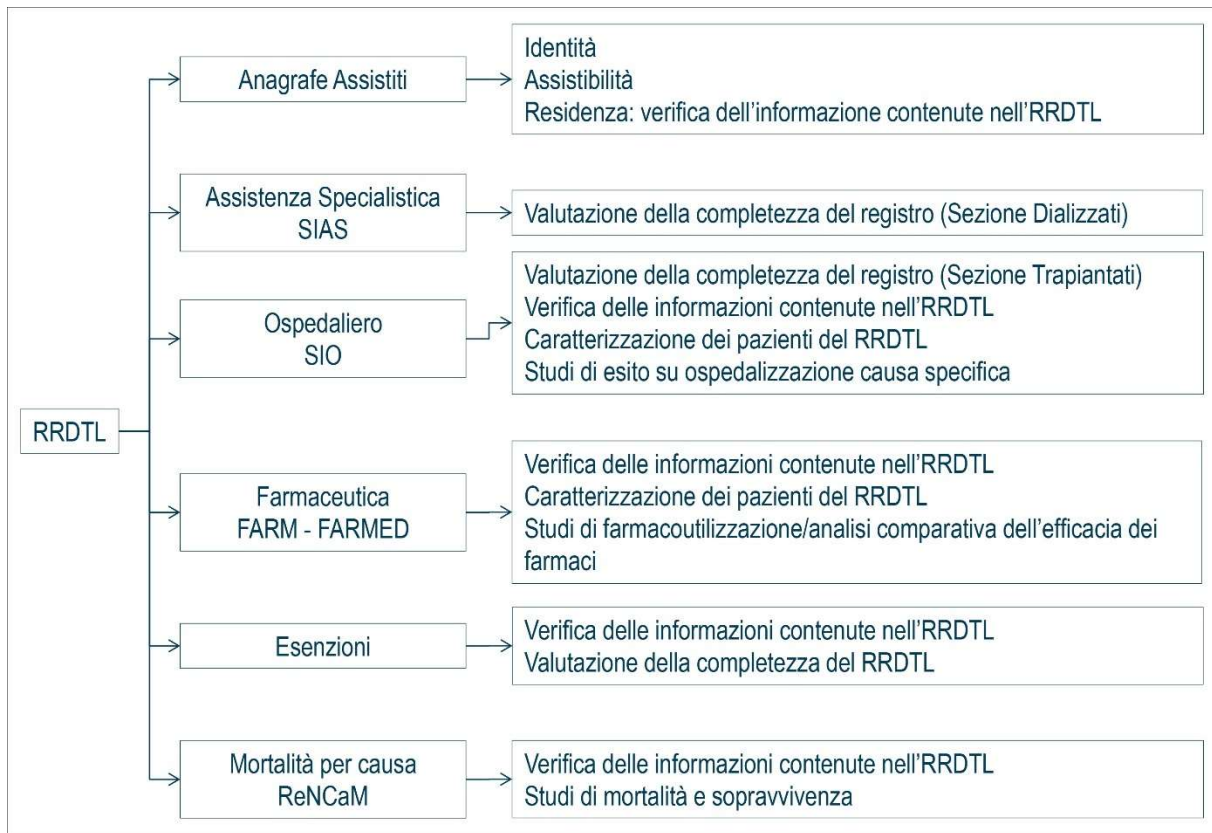 RRDTL
Anagrafe Assistiti
Identità
Assistibilità
Residenza: verifica dell'informazione contenute nell'RRDTL
Assistenza Specialistica
SIAS
Valutazione della completezza del registro (Sezione Dializzati)
Ospedaliero
SIO
Valutazione della completezza del registro (Sezione Trapiantati)
Verifica delle informazioni contenute nell'RRDTL
Caratterizzazione dei pazienti del RRDTL
Studi di esito su ospedalizzazione causa specifica
Farmaceutica
FARM - FARMED
Verifica delle informazioni contenute nell'RRDTL
Caratterizzazione dei pazienti del RRDTL
Studi di farmacoutilizzazione/analisi comparativa dell'efficacia dei
farmaci
Esenzioni
Verifica delle informazioni contenute nell'RRDTL
Valutazione della completezza del RRDTL
Mortalità per causa
ReNCaM
Verifica delle informazioni contenute nell'RRDTL
Studi di mortalità e sopravvivenza